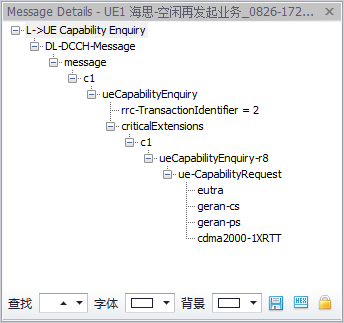 Message Details - UE1 海思-空闲再发起业务_0826-172...
L->UE Capability Enquiry
DL-DCCH-Message
message
c1
ueCapabilityEnquiry
rrc-TransactionIdentifier = 2
criticalExtensions
c1
ueCapabilityEnquiry-r8
ue-CapabilityRequest
eutra
geran-cs
geran-ps
cdma2000-1XRTT
查找 字体 背景 HEX